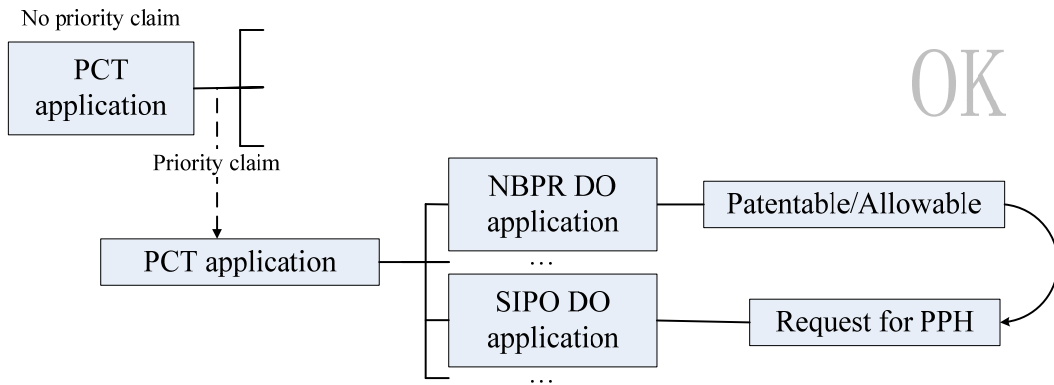 No priority claim
PCT
application
OK
Priority claim
NBPR DO
application
Patentable/Allowable
PCT application
…
SIPO DO
application
Request for PPH
…